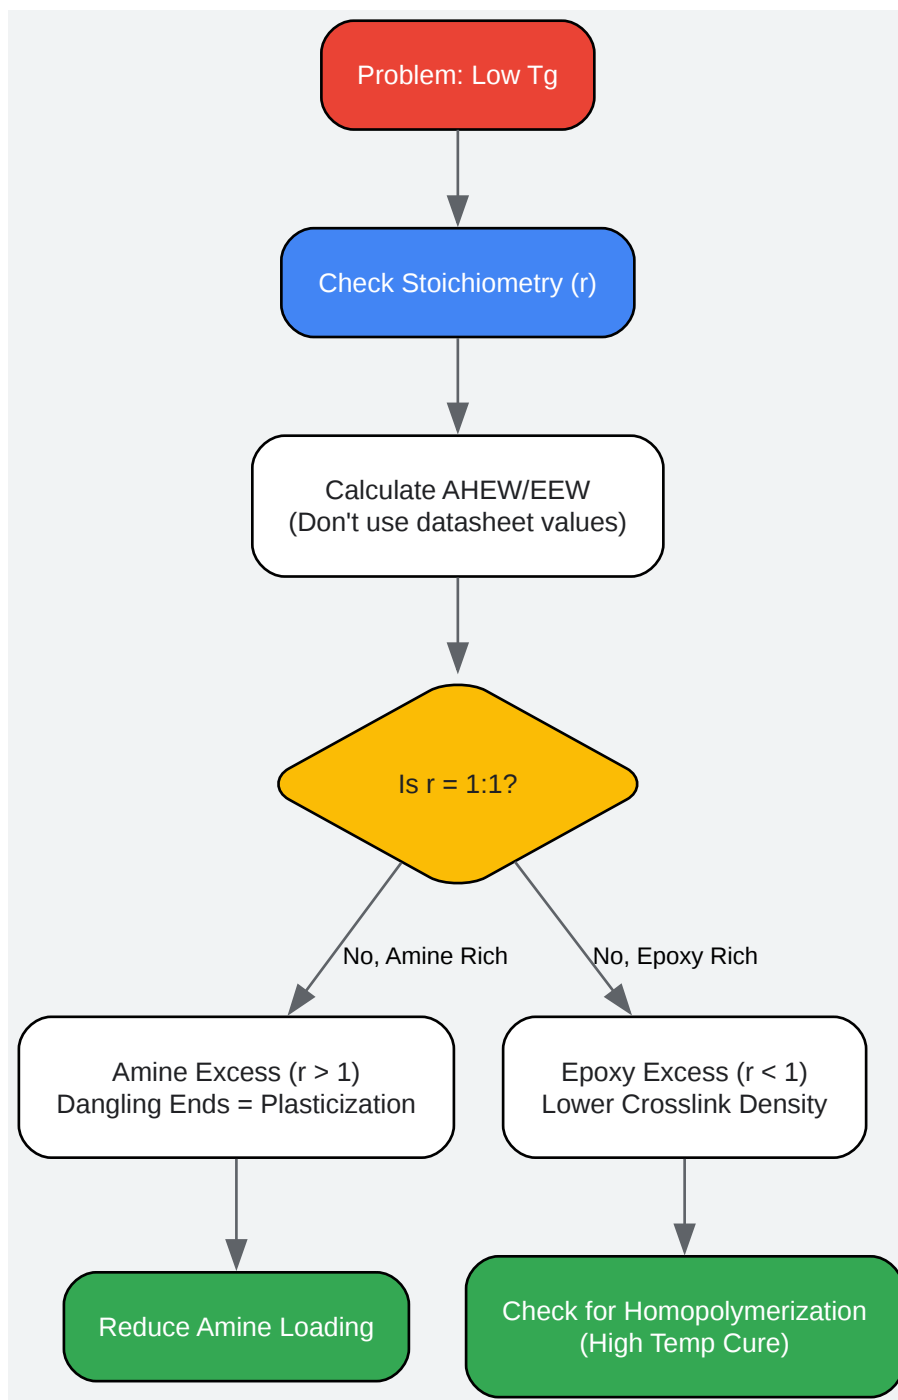 Problem: Low Tg
Check Stoichiometry (r)
Calculate AHEW/EEW
(Don't use datasheet values)
Is r = 1:1?
No, Amine Rich
No, Epoxy Rich
Amine Excess (r > 1)
Dangling Ends = Plasticization
Epoxy Excess (r < 1)
Lower Crosslink Density
Reduce Amine Loading
Check for Homopolymerization
(High Temp Cure)